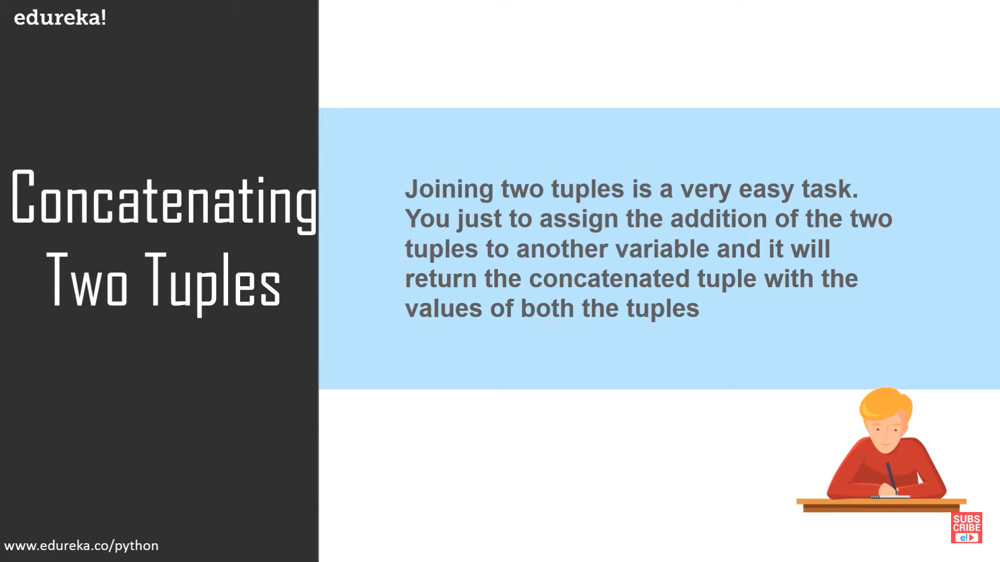 edureka!
Concatenating
Two Tuples
Joining two tuples is a very easy task.
You just to assign the addition of the two
tuples to another variable and it will
return the concatenated tuple with the
values of both the tuples
www.edureka.co/python
SUBS
CRIBE
e!